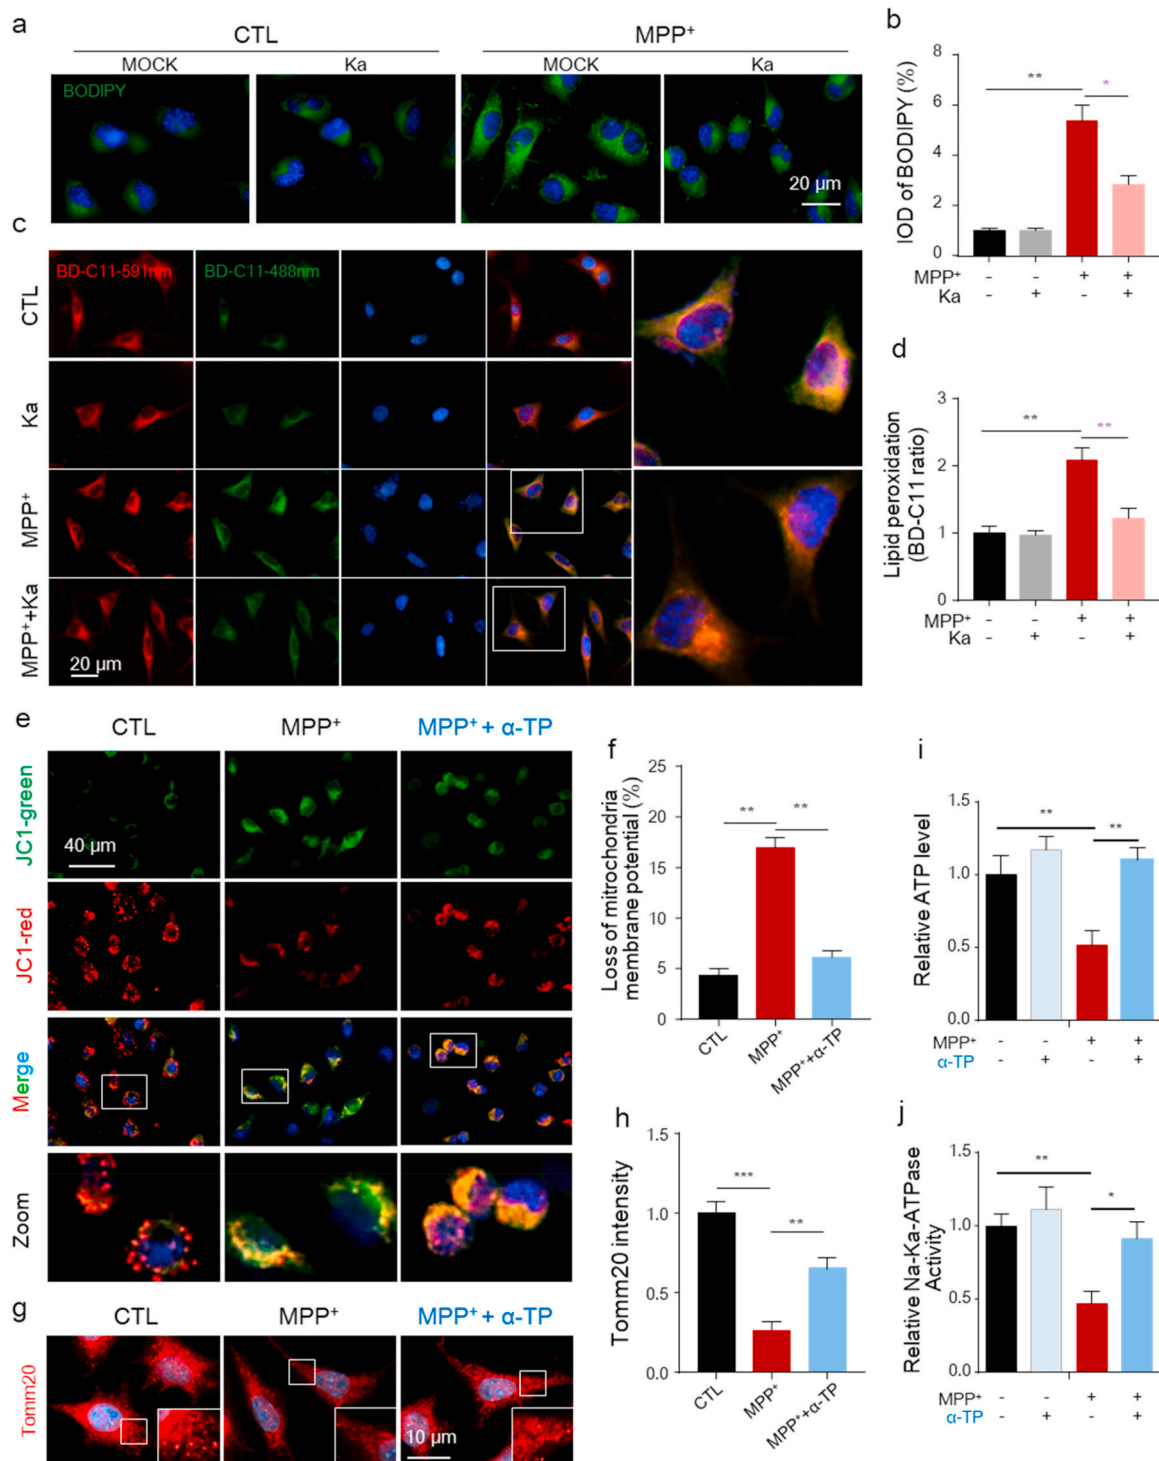 a
CTL
MPP⁺
MOCK
Ka
MOCK
Ka
BODIPY
20 µm
b
IOD of BODIPY (%)
8
6
4
2
0
**
*
MPP⁺ - - + +
Ka - + - +
c
BD-C11-591nm
BD-C11-488nm
CTL
Ka
MPP⁺
MPP⁺+Ka
20 µm
d
Lipid peroxidation
(BD-C11 ratio)
3
2
1
0
**
**
MPP⁺ - - + +
Ka - + - +
e
CTL
MPP⁺
MPP⁺ + α-TP
JC1-green
40 µm
JC1-red
Merge
Zoom
f
Loss of mitochondria
membrane potential (%)
25
20
15
10
5
0
**
**
CTL
MPP⁺
MPP⁺+α-TP
g
CTL
MPP⁺
MPP⁺ + α-TP
Tomm20
10 µm
h
Tomm20 intensity
1.5
1.0
0.5
0.0
***
**
CTL
MPP⁺
MPP⁺+α-TP
i
Relative ATP level
1.5
1.0
0.5
0.0
**
**
MPP⁺ - - + +
α-TP - + - +
j
Relative Na-Ka-ATPase
Activity
1.5
1.0
0.5
0.0
**
*
MPP⁺ - - + +
α-TP - + - +